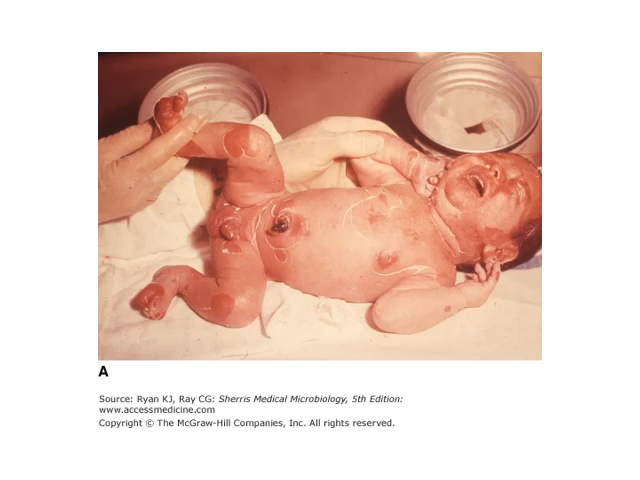 A
Source: Ryan KJ, Ray CG: Sherris Medical Microbiology, 5th Edition:
www.accessmedicine.com
Copyright © The McGraw-Hill Companies, Inc. All rights reserved.